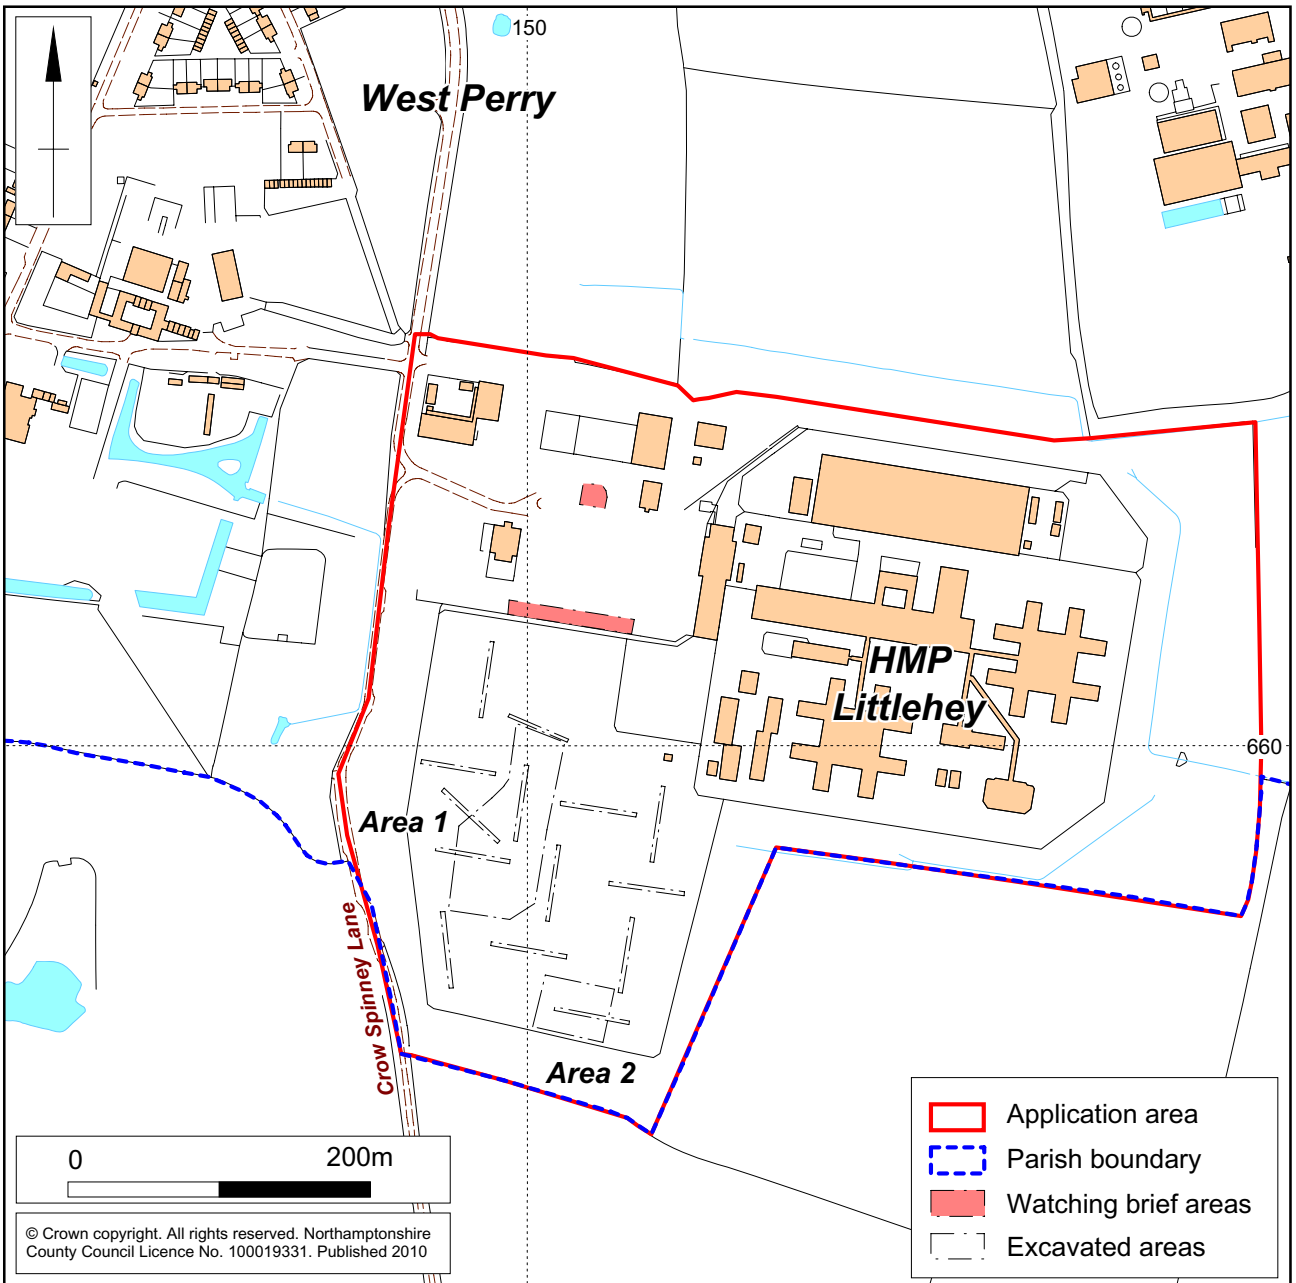 150
West Perry
HMP
Littlehey
660
Area 1
Crow Spinney Lane
Area 2
0 200m
© Crown copyright. All rights reserved. Northamptonshire
County Council Licence No. 100019331. Published 2010
Application area
Parish boundary
Watching brief areas
Excavated areas